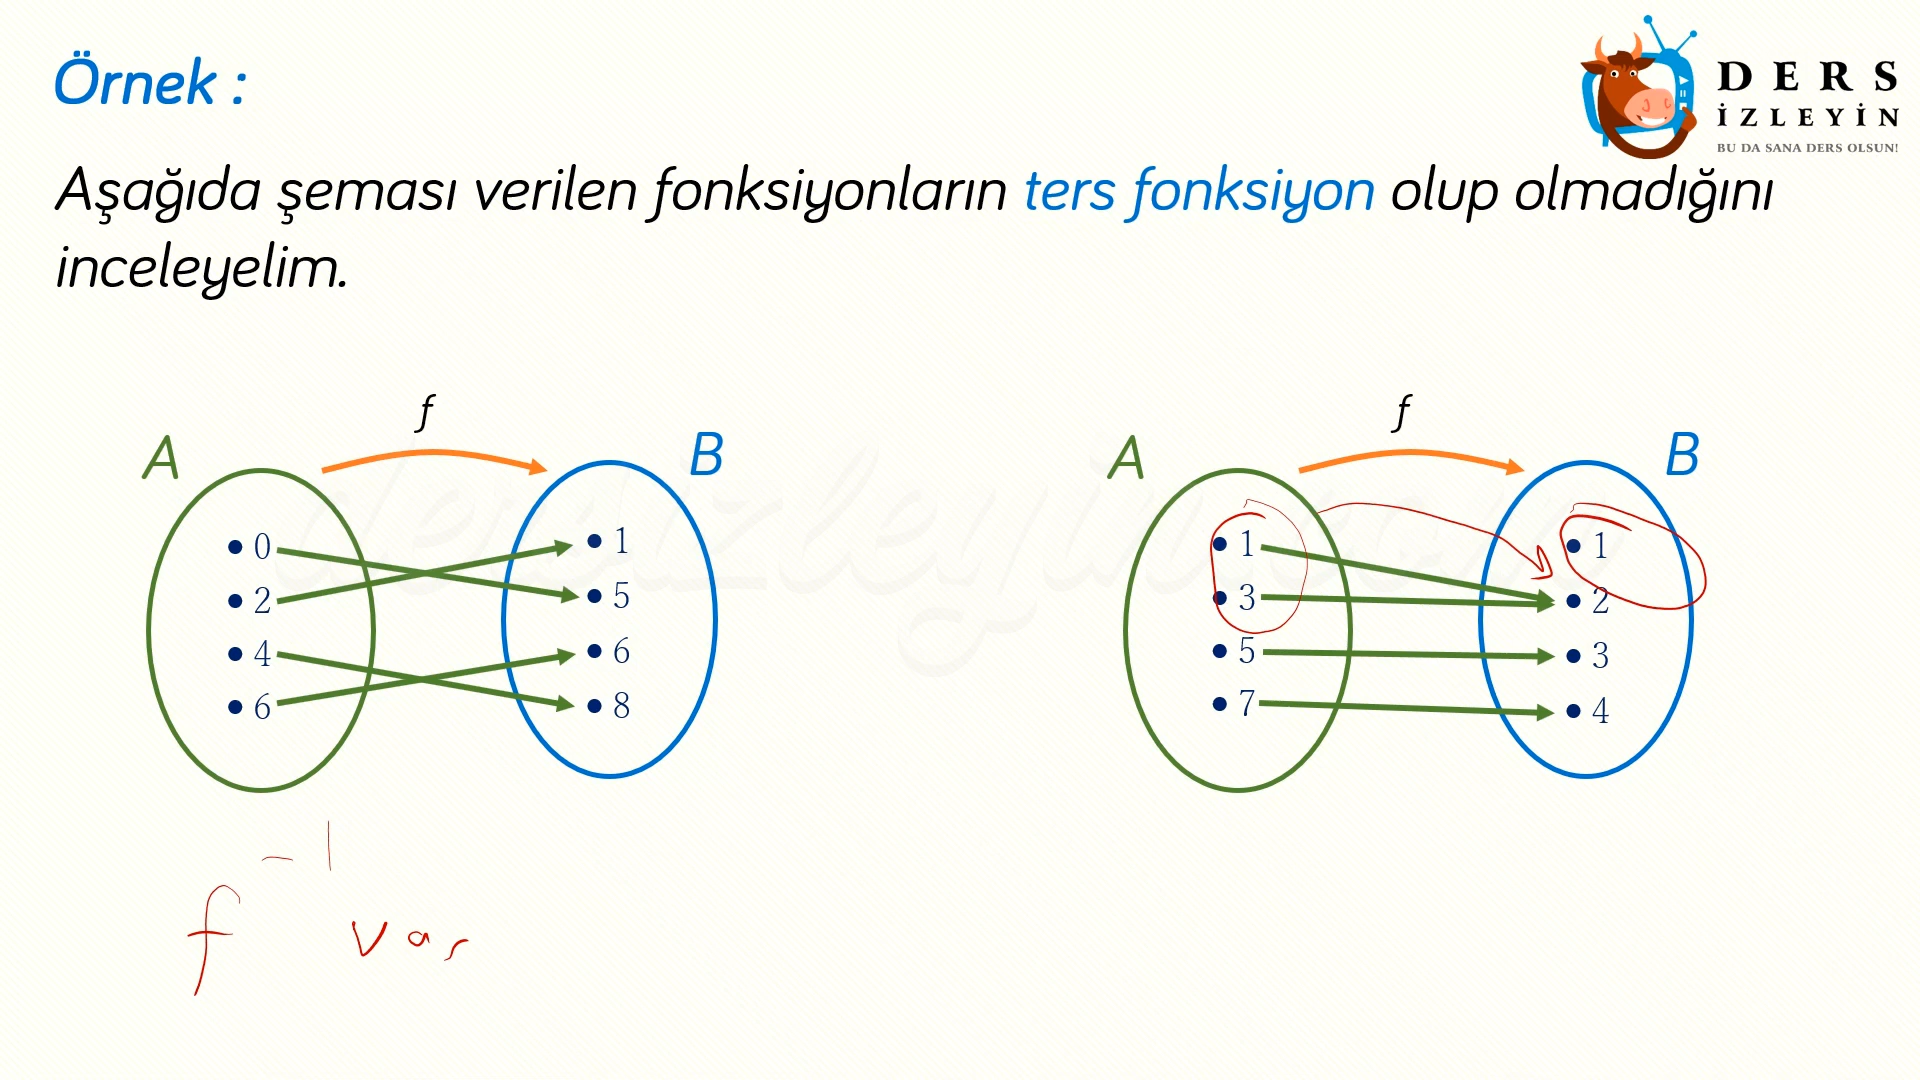 Örnek :
DERS
İZLEYİN
BU DA SANA DERS OLSUN!
Aşağıda şeması verilen fonksiyonların ters fonksiyon olup olmadığını
inceleyelim.
f
A
B
0
2
4
6
1
5
6
8
f
A
B
1
3
5
7
1
2
3
4
f⁻¹ var